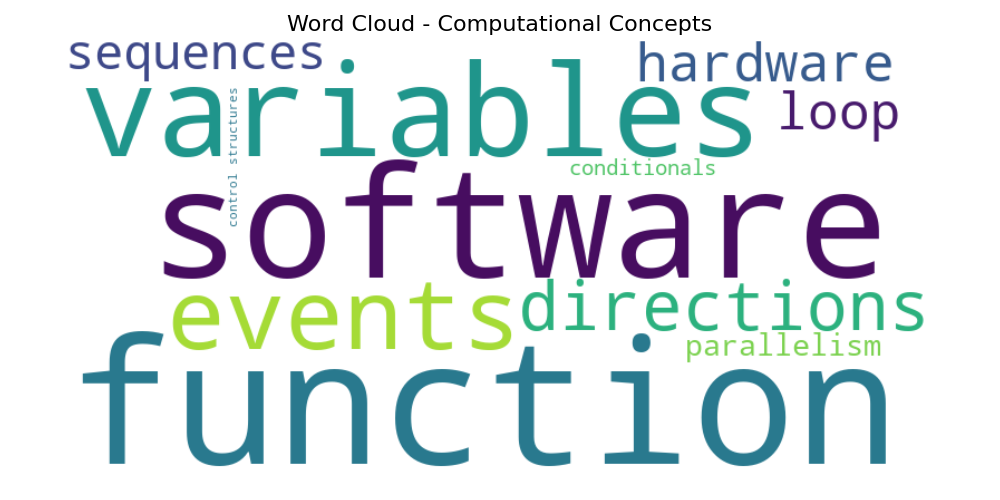 Word Cloud - Computational Concepts
sequences
hardware
variables
loop
control structures
conditionals
software
events
directions
parallelism
function